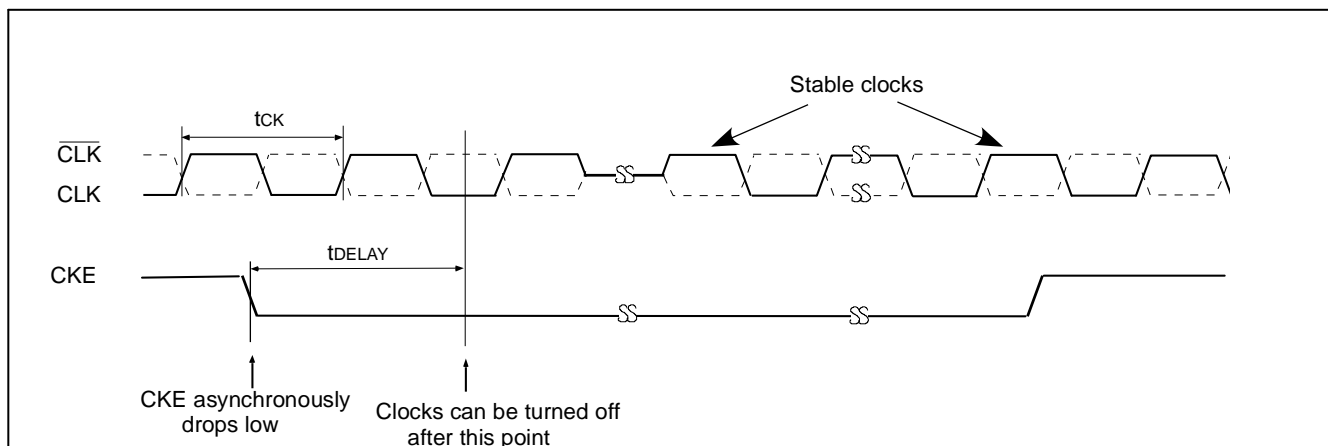 Stable clocks
tCK
CLK
CLK
tDELAY
CKE
CKE asynchronously
drops low
Clocks can be turned off
after this point